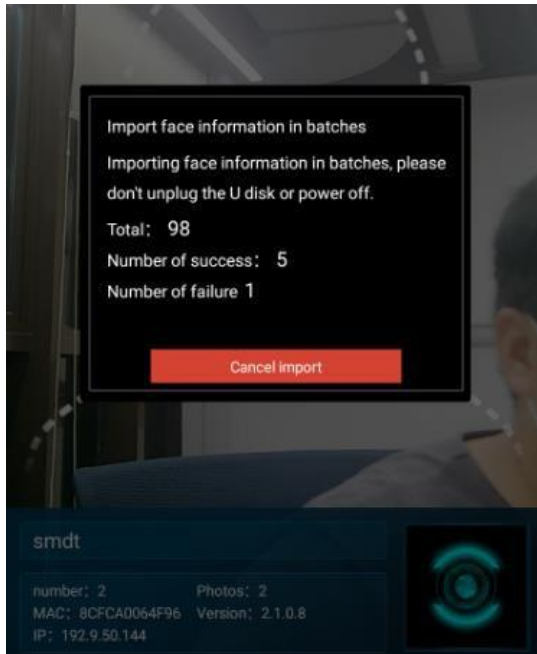 Import face information in batches
Importing face information in batches, please
don't unplug the U disk or power off.
Total： 98
Number of success： 5
Number of failure 1
Cancel import
smdt
number：2 Photos：2
MAC：8CFCA0064F96 Version：2.1.0.8
IP：192.9.50.144